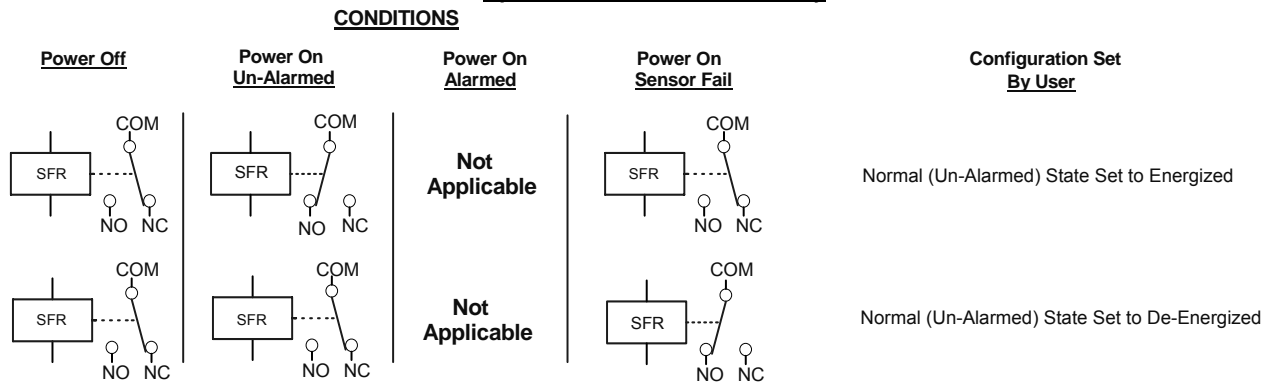 CONDITIONS
Power Off
Power On
Un-Alarmed
Power On
Alarmed
Power On
Sensor Fail
Configuration Set
By User
COM
SFR
NO NC
COM
SFR
NO NC
Not
Applicable
COM
SFR
NO NC
Normal (Un-Alarmed) State Set to Energized
COM
SFR
NO NC
COM
SFR
NO NC
Not
Applicable
COM
SFR
NO NC
Normal (Un-Alarmed) State Set to De-Energized